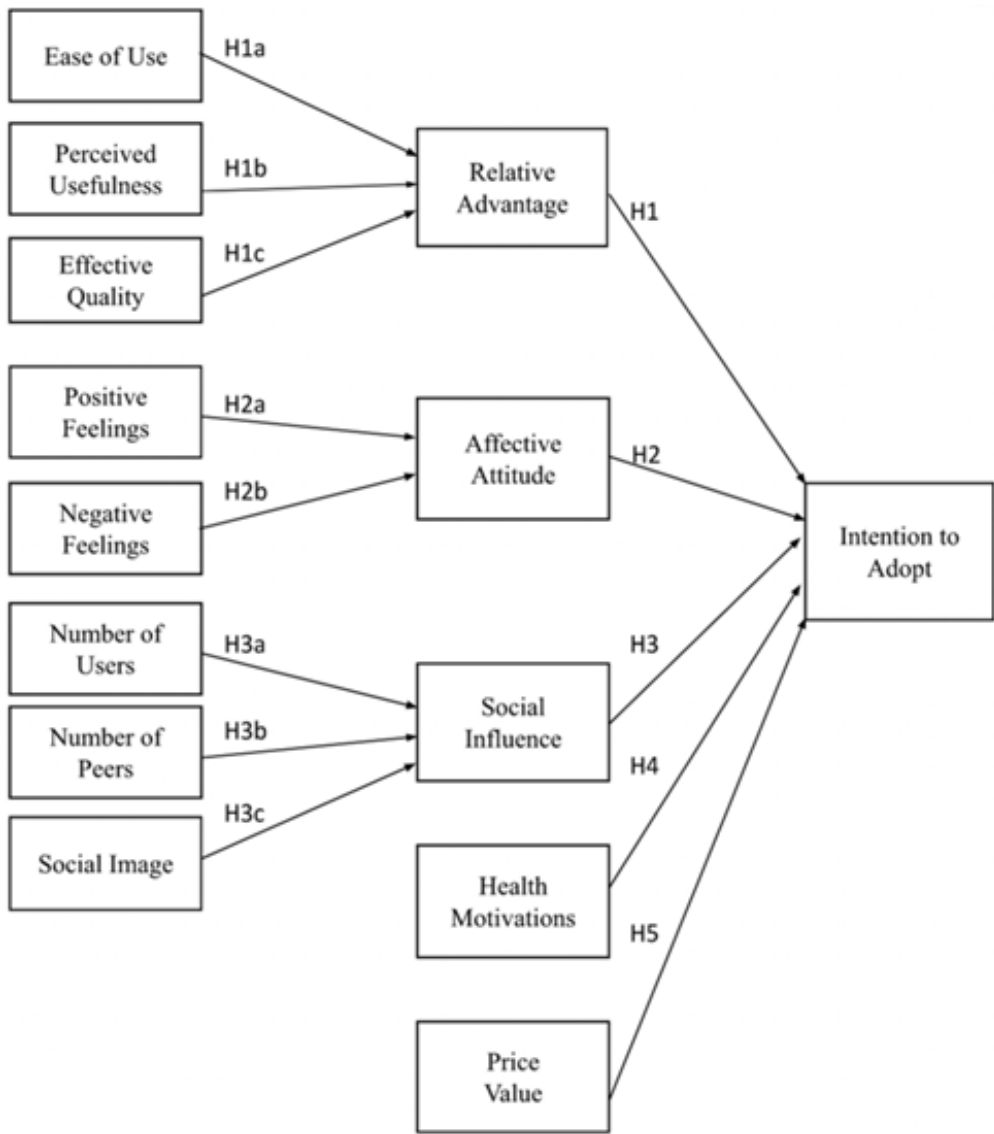 Ease of Use
H1a
Perceived
Usefulness
H1b
Effective
Quality
H1c
Relative
Advantage
H1
Positive
Feelings
H2a
Negative
Feelings
H2b
Affective
Attitude
H2
Intention to
Adopt
Number of
Users
H3a
Number of
Peers
H3b
Social Image
H3c
Social
Influence
H3
Health
Motivations
H4
Price
Value
H5